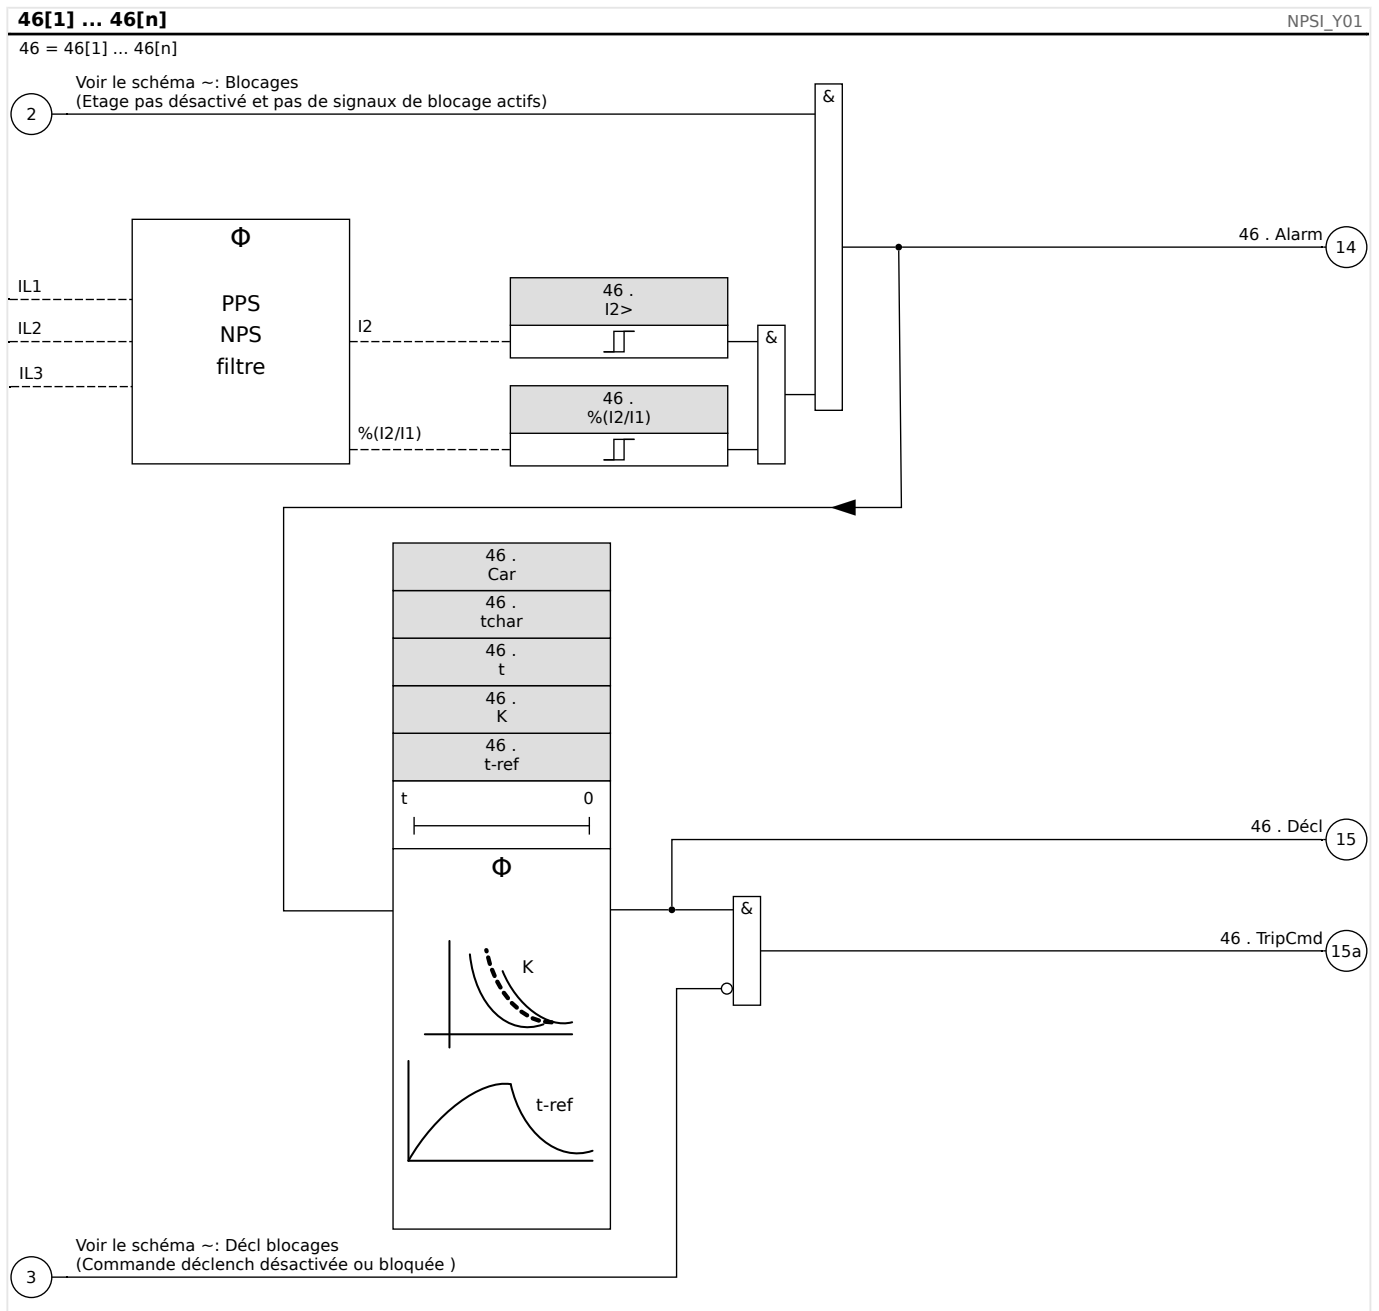 46[1] ... 46[n]
NPSI_Y01
46 = 46[1] ... 46[n]
Voir le schéma ~: Blocages
(Etage pas désactivé et pas de signaux de blocage actifs)
2
&
Φ
PPS
NPS
filtre
IL1
IL2
IL3
I2
%(I2/I1)
46 .
I2>
46 .
%(I2/I1)
&
46 . Alarm
14
46 .
Car
46 .
tchar
46 .
t
46 .
K
46 .
t-ref
t 0
Φ
K
t-ref
46 . Décl
15
&
46 . TripCmd
15a
Voir le schéma ~: Décl blocages
(Commande déclench désactivée ou bloquée )
3